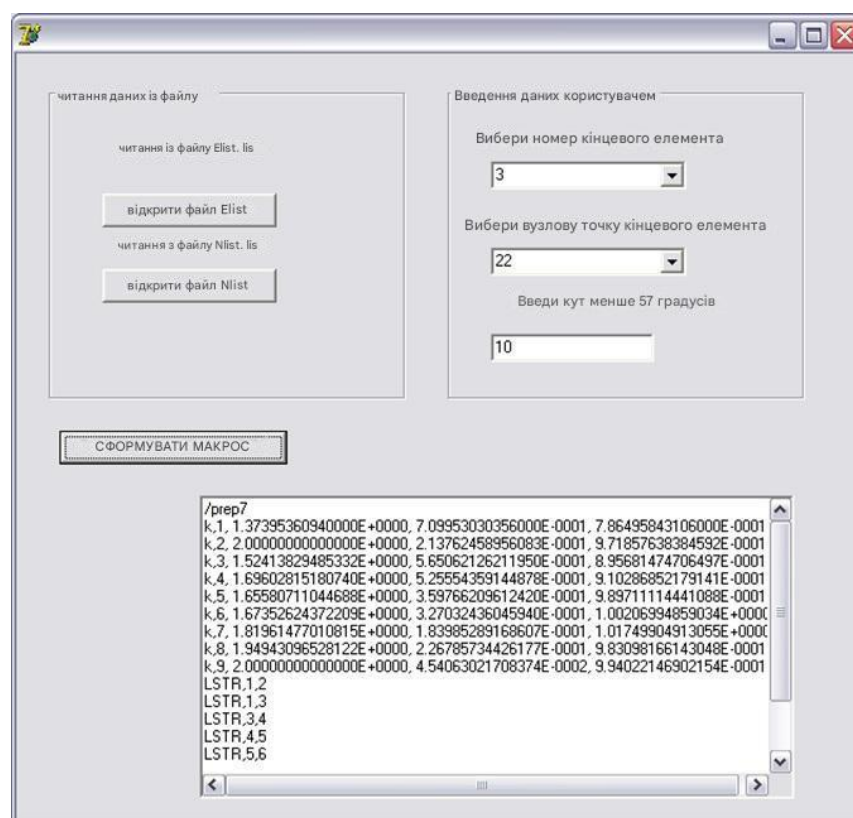 читання даних із файлу
читання із файлу Elist. lis
відкрити файл Elist
читання з файлу Nlist. lis
відкрити файл Nlist
Введення даних користувачем
Вибери номер кінцевого елемента
3
Вибери вузлову точку кінцевого елемента
22
Введи кут менше 57 градусів
10
СФОРМУВАТИ МАКРОС
/prep7
k,1, 1.37395360940000E+0000, 7.09953030356000E-0001, 7.86495843106000E-0001
k,2, 2.00000000000000E+0000, 2.13762458956083E-0001, 9.71857638384592E-0001
k,3, 1.52413829485332E+0000, 5.65062126211950E-0001, 8.95681474706497E-0001
k,4, 1.69602815180740E+0000, 5.25554359144878E-0001, 9.10286852179141E-0001
k,5, 1.65580711044688E+0000, 3.59766209612420E-0001, 9.89711114441088E-0001
k,6, 1.67352624372209E+0000, 3.27032436045940E-0001, 1.00206994859034E+000
k,7, 1.81961477010815E+0000, 1.83985289168607E-0001, 1.01749904913055E+000
k,8, 1.94943096528122E+0000, 2.26785734426177E-0001, 9.83098166143048E-0001
k,9, 2.00000000000000E+0000, 4.54063021708374E-0002, 9.94022146902154E-0001
LSTR,1,2
LSTR,1,3
LSTR,3,4
LSTR,4,5
LSTR,5,6